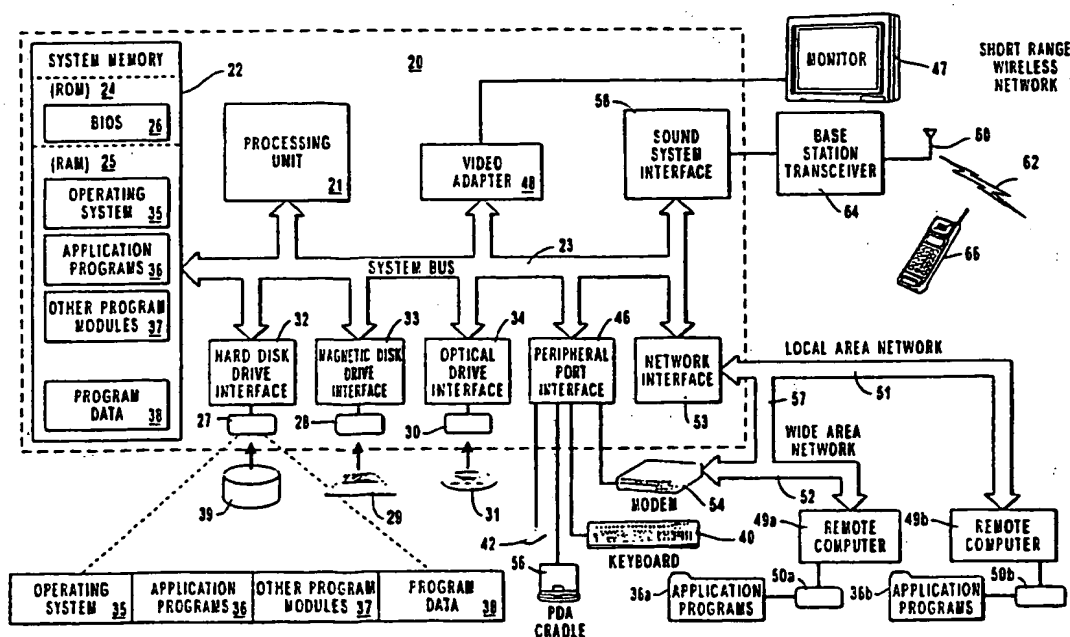 SYSTEM MEMORY
22
(ROM) 24
BIOS 26
(RAM) 25
OPERATING SYSTEM 35
APPLICATION PROGRAMS 36
OTHER PROGRAM MODULES 37
PROGRAM DATA 38
20
PROCESSING UNIT 21
VIDEO ADAPTER 48
58
SOUND SYSTEM INTERFACE
MONITOR
47
SHORT RANGE WIRELESS NETWORK
BASE STATION TRANSCEIVER
64
60
62
66
23
SYSTEM BUS
32
HARD DISK DRIVE INTERFACE
33
MAGNETIC DISK DRIVE INTERFACE
34
OPTICAL DRIVE INTERFACE
46
PERIPHERAL PORT INTERFACE
NETWORK INTERFACE
53
LOCAL AREA NETWORK
51
57
WIDE AREA NETWORK
52
27
28
30
39
29
31
42
MODEM
54
KEYBOARD
40
56
PDA CRADLE
49a
REMOTE COMPUTER
49b
REMOTE COMPUTER
36a
APPLICATION PROGRAMS
50a
36b
APPLICATION PROGRAMS
50b
OPERATING SYSTEM 35
APPLICATION PROGRAMS 36
OTHER PROGRAM MODULES 37
PROGRAM DATA 38